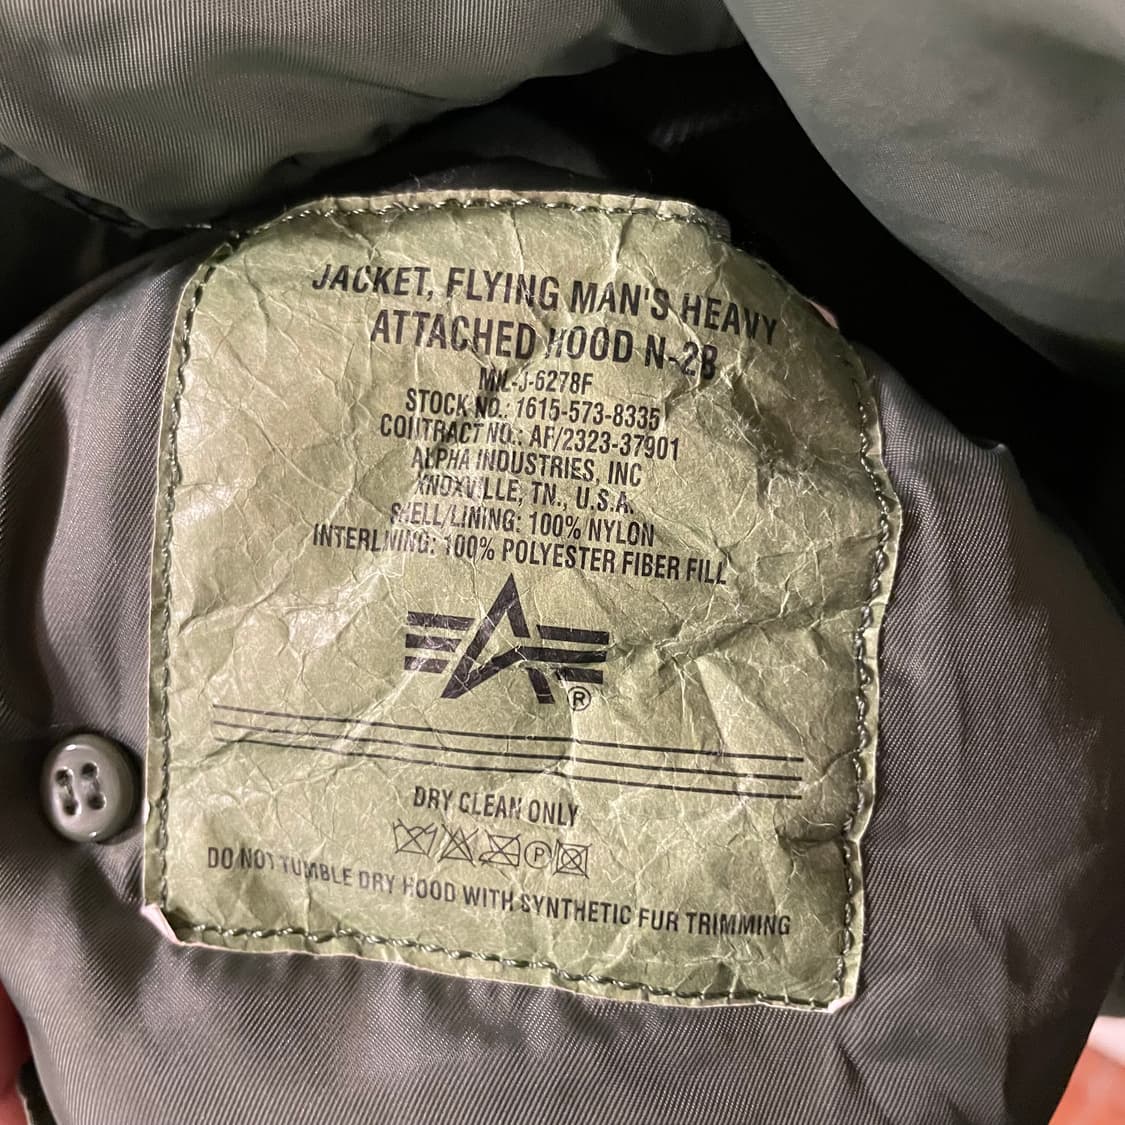 JACKET, FLYING MAN'S HEAVY
ATTACHED HOOD N-2B
MIL-J-6278F
STOCK NO.: 1615-573-8335
CONTRACT NO.: AF/2323-37901
ALPHA INDUSTRIES, INC
KNOXVILLE, TN., U.S.A.
SHELL/LINING: 100% NYLON
INTERLINING: 100% POLYESTER FIBER FILL
®
DRY CLEAN ONLY
P
DO NOT TUMBLE DRY HOOD WITH SYNTHETIC FUR TRIMMING